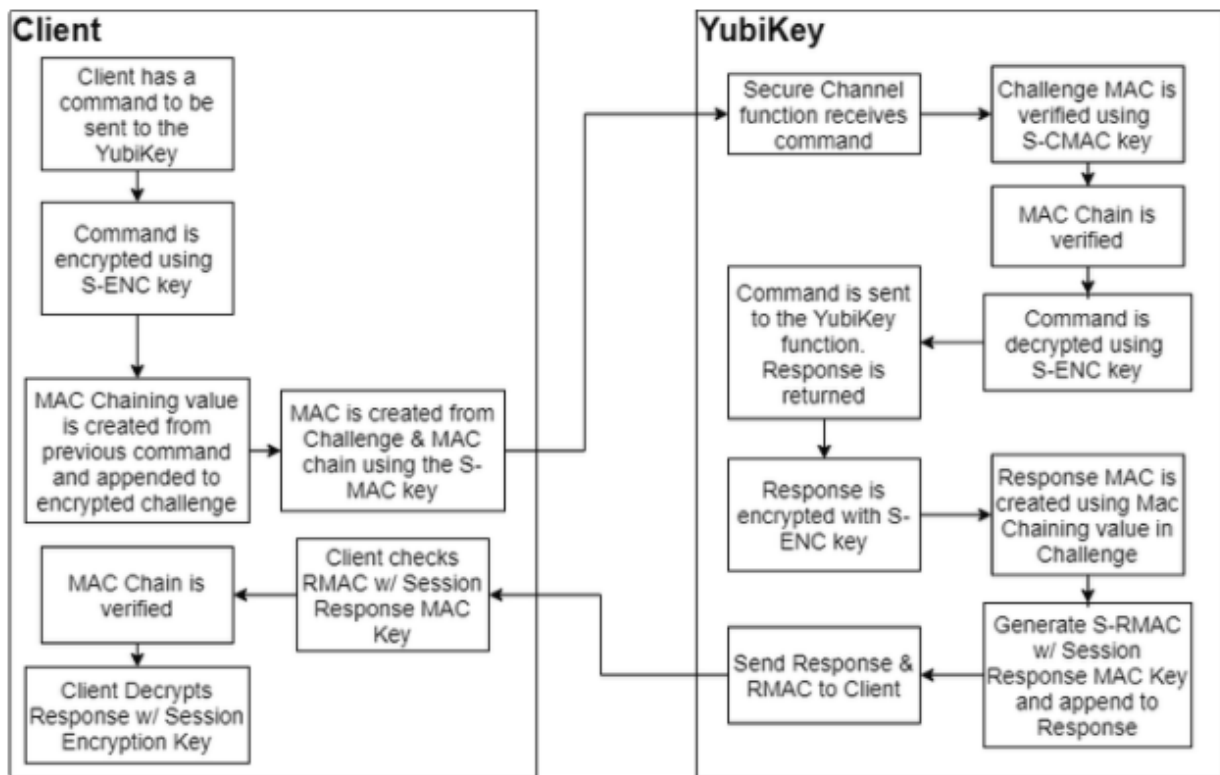 Client
Client has a
command to be
sent to the
YubiKey
Command is
encrypted using
S-ENC key
MAC Chaining value
is created from
previous command
and appended to
encrypted challenge
MAC is created from
Challenge & MAC
chain using the S-
MAC key
Client checks
RMAC w/ Session
Response MAC
Key
MAC Chain is
verified
Client Decrypts
Response w/ Session
Encryption Key
YubiKey
Secure Channel
function receives
command
Challenge MAC is
verified using
S-CMAC key
MAC Chain is
verified
Command is
decrypted using
S-ENC key
Command is sent
to the YubiKey
function.
Response is
returned
Response is
encrypted with S-
ENC key
Response MAC is
created using Mac
Chaining value in
Challenge
Generate S-RMAC
w/ Session
Response MAC Key
and append to
Response
Send Response &
RMAC to Client